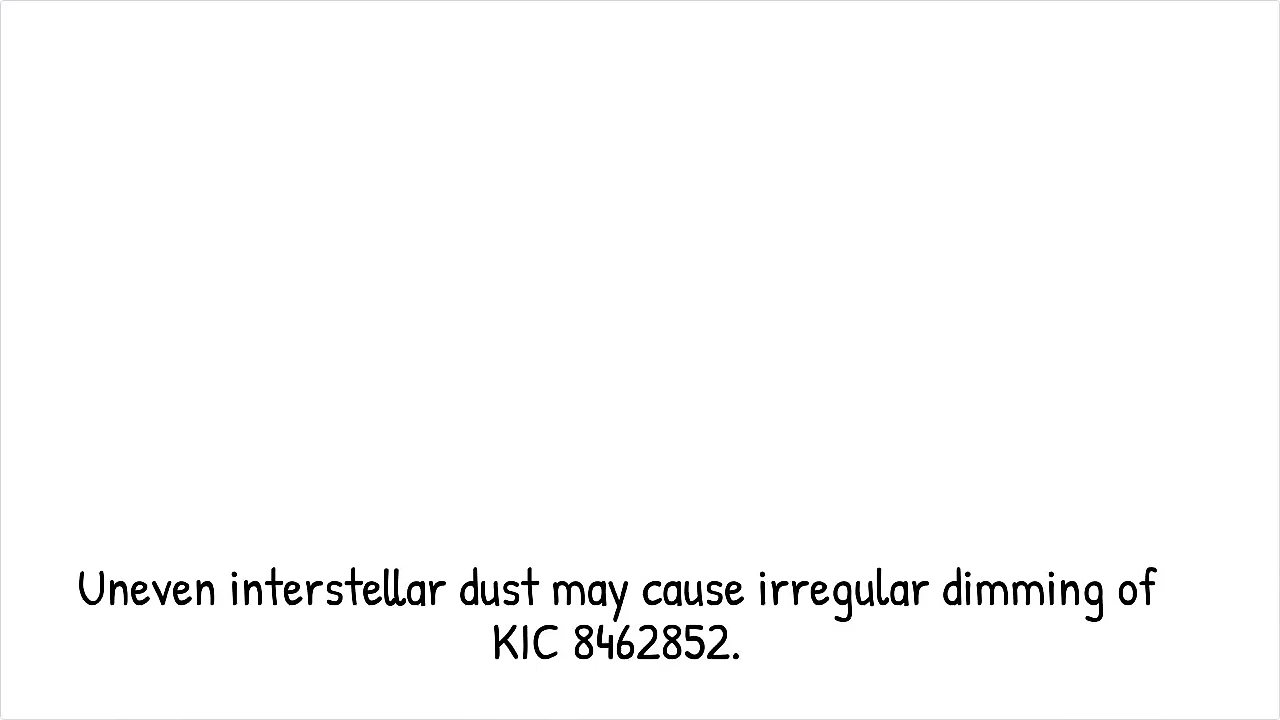 Uneven interstellar dust may cause irregular dimming of
KIC 8462852.